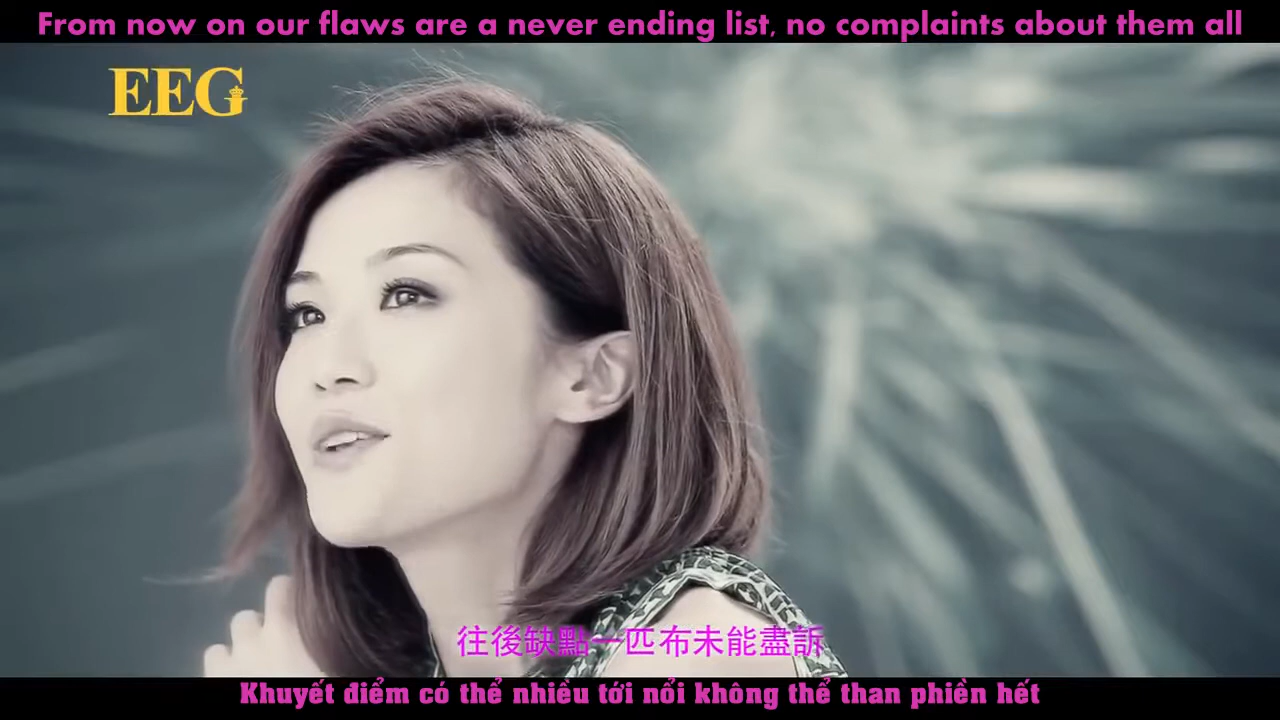 From now on our flaws are a never ending list, no complaints about them all
EEG
往後缺點一匹布未能盡訴
Khuyết điểm có thể nhiều tới nổi không thể than phiền hết